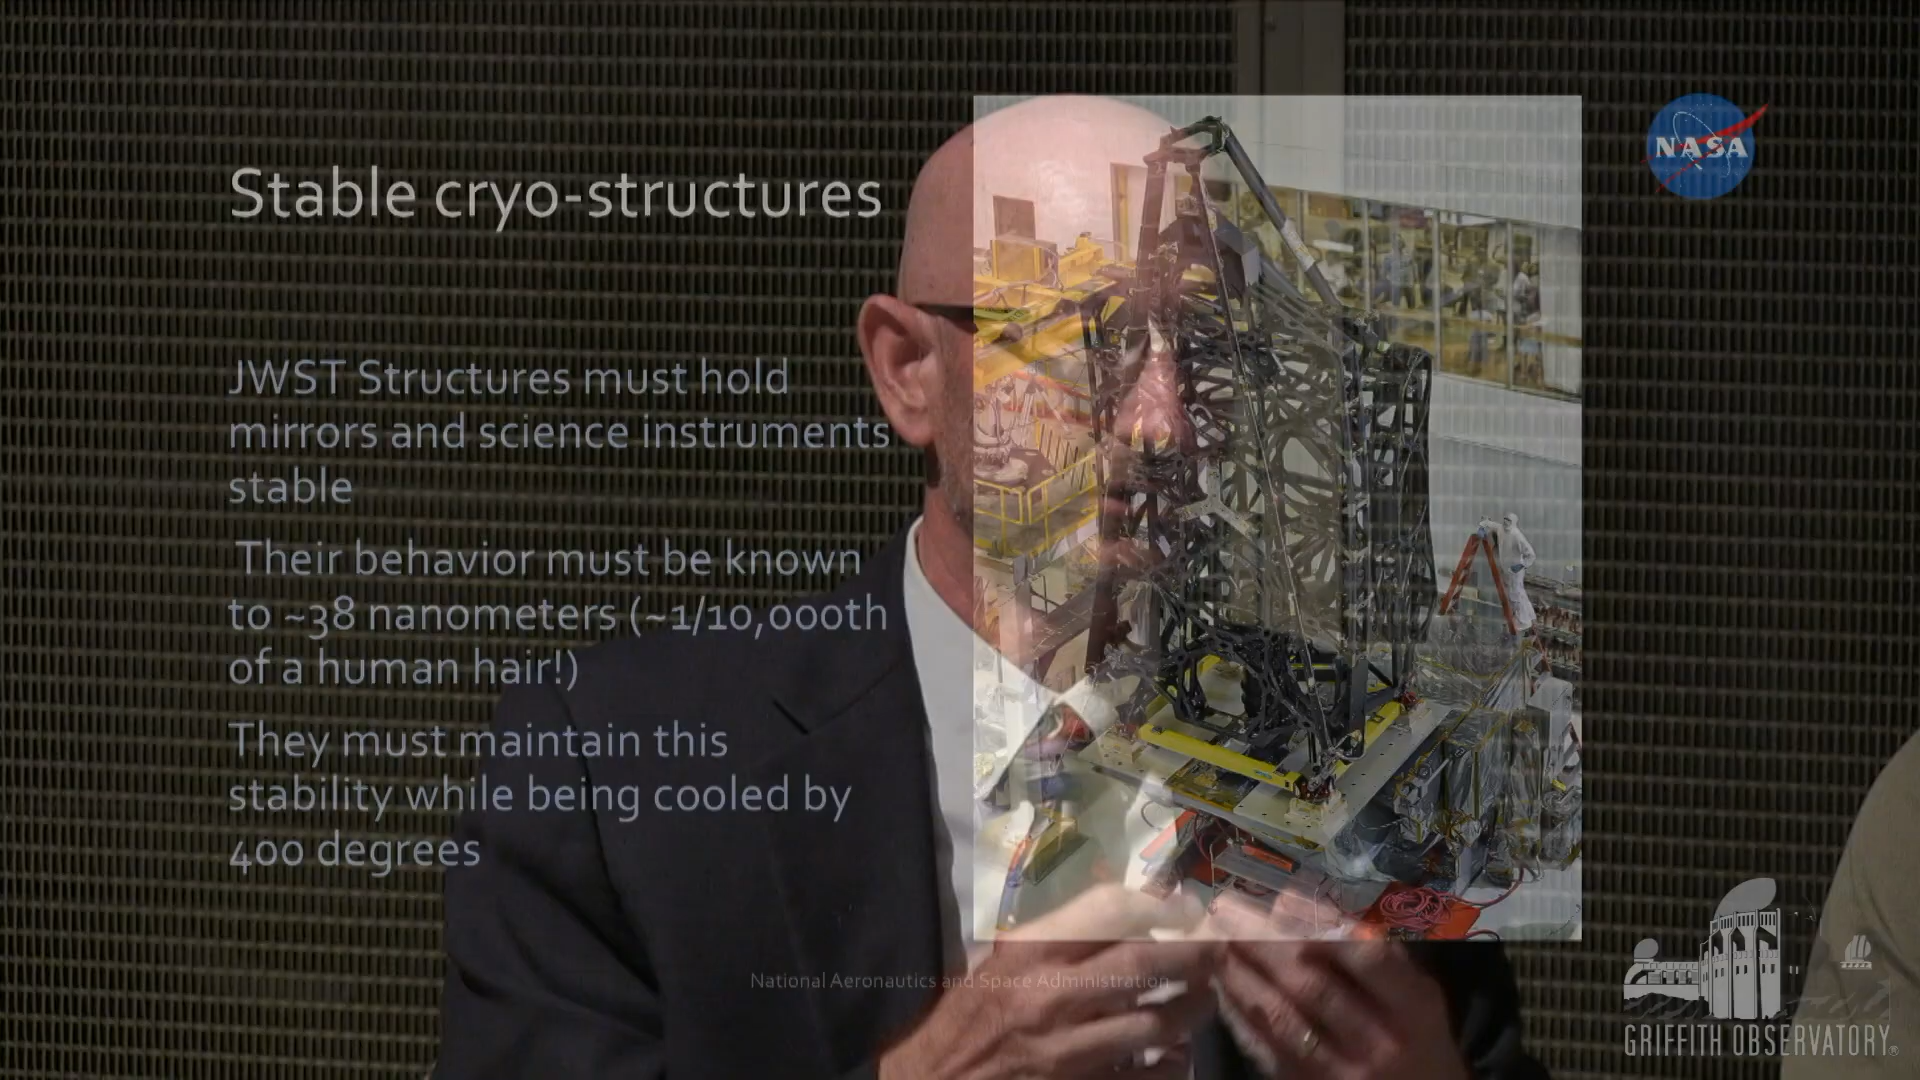 NASA
Stable cryo-structures
JWST Structures must hold
mirrors and science instruments
stable
Their behavior must be known
to ~38 nanometers (~1/10,000th
of a human hair!)
They must maintain this
stability while being cooled by
400 degrees
National Aeronautics and Space Administration
GRIFFITH OBSERVATORY®